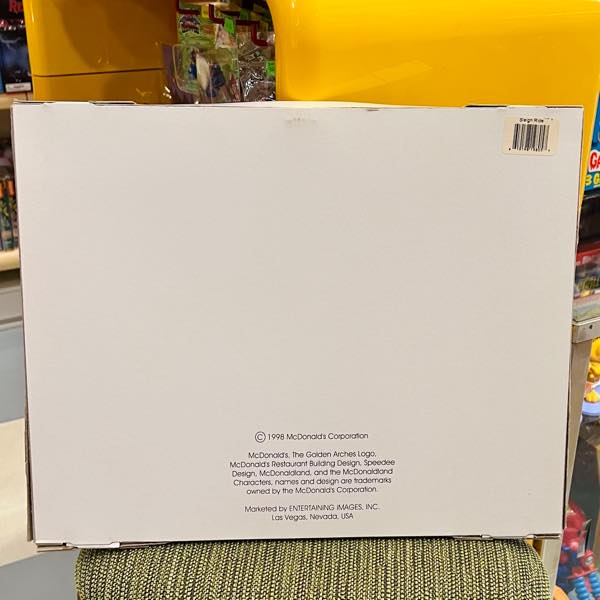 Sleigh Ride
© 1998 McDonald's Corporation
McDonald's, The Golden Arches Logo,
McDonald's Restaurant Building Design, Speedee
Design, McDonaldland, and the McDonaldland
Characters, names and design are trademarks
owned by the McDonald's Corporation.
Marketed by ENTERTAINING IMAGES, INC.
Las Vegas, Nevada, USA